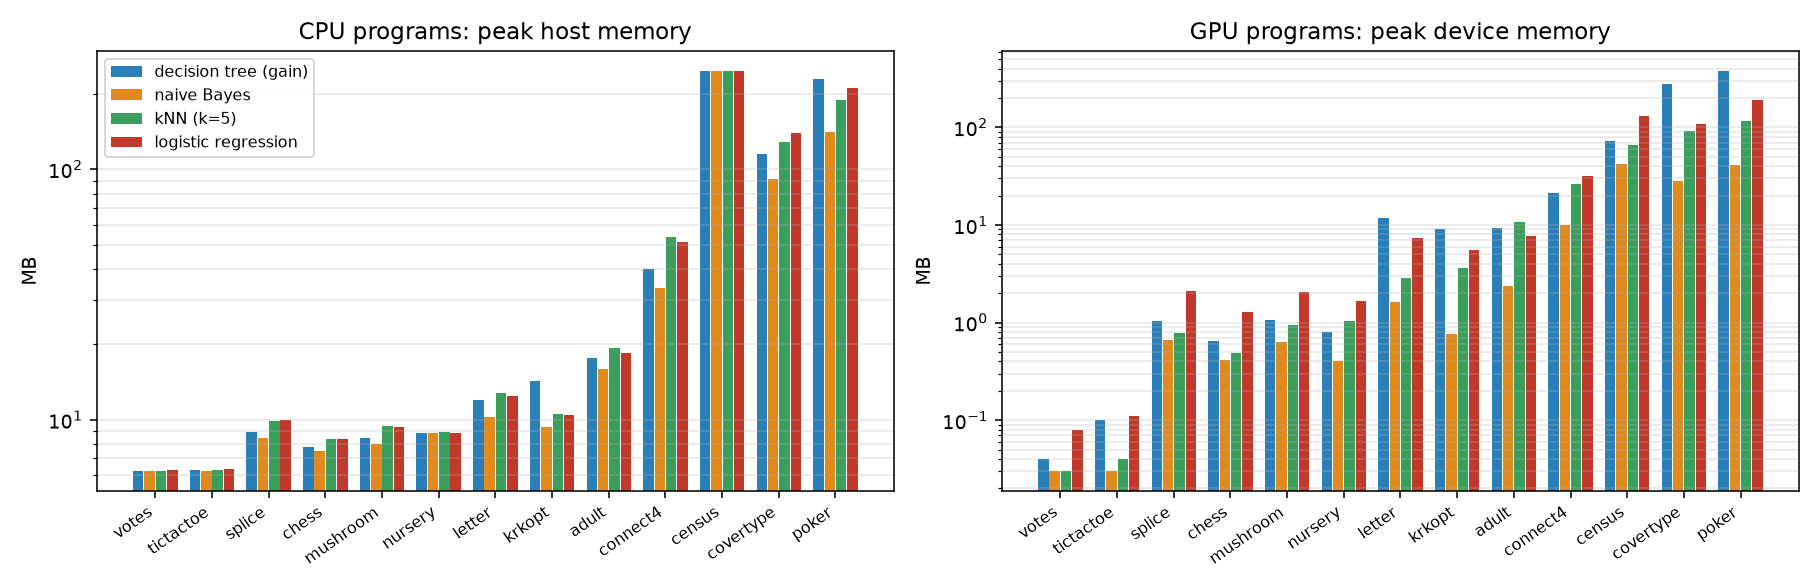 CPU programs: peak host memory
decision tree (gain)
naive Bayes
kNN (k=5)
logistic regression
MB
10²
10¹
votes
tictactoe
splice
chess
mushroom
nursery
letter
krkopt
adult
connect4
census
covertype
poker
GPU programs: peak device memory
MB
10²
10¹
10⁰
10⁻¹
votes
tictactoe
splice
chess
mushroom
nursery
letter
krkopt
adult
connect4
census
covertype
poker